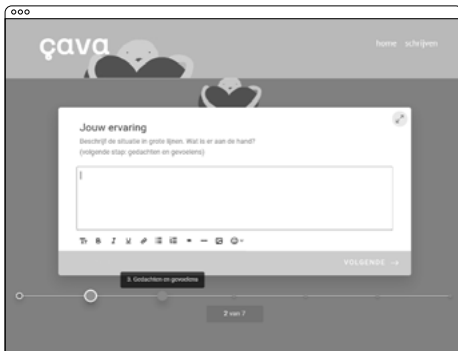 çava
home schrijven
Jouw ervaring
Beschrijf de situatie in grote lijnen. Wat is er aan de hand?
(volgende stap: gedachten en gevoelens)
VOLGENDE →
3. Gedachten en gevoelens
2 van 7